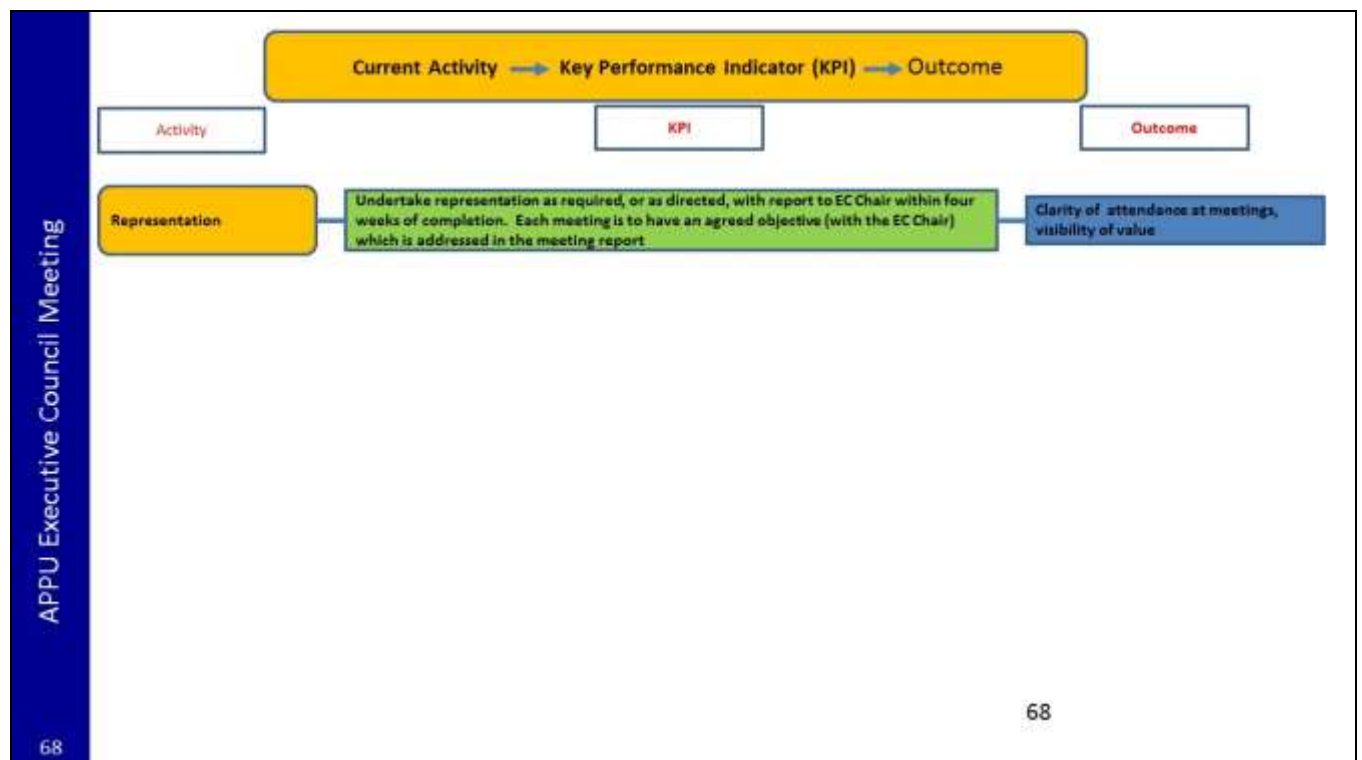 Current Activity Key Performance Indicator (KPI) Outcome
Activity
KPI
Outcome
Representation
Undertake representation as required, or as directed, with report to EC Chair within four
weeks of completion. Each meeting is to have an agreed objective (with the EC Chair)
which is addressed in the meeting report
Clarity of attendance at meetings,
visibility of value
APPU Executive Council Meeting
68
68